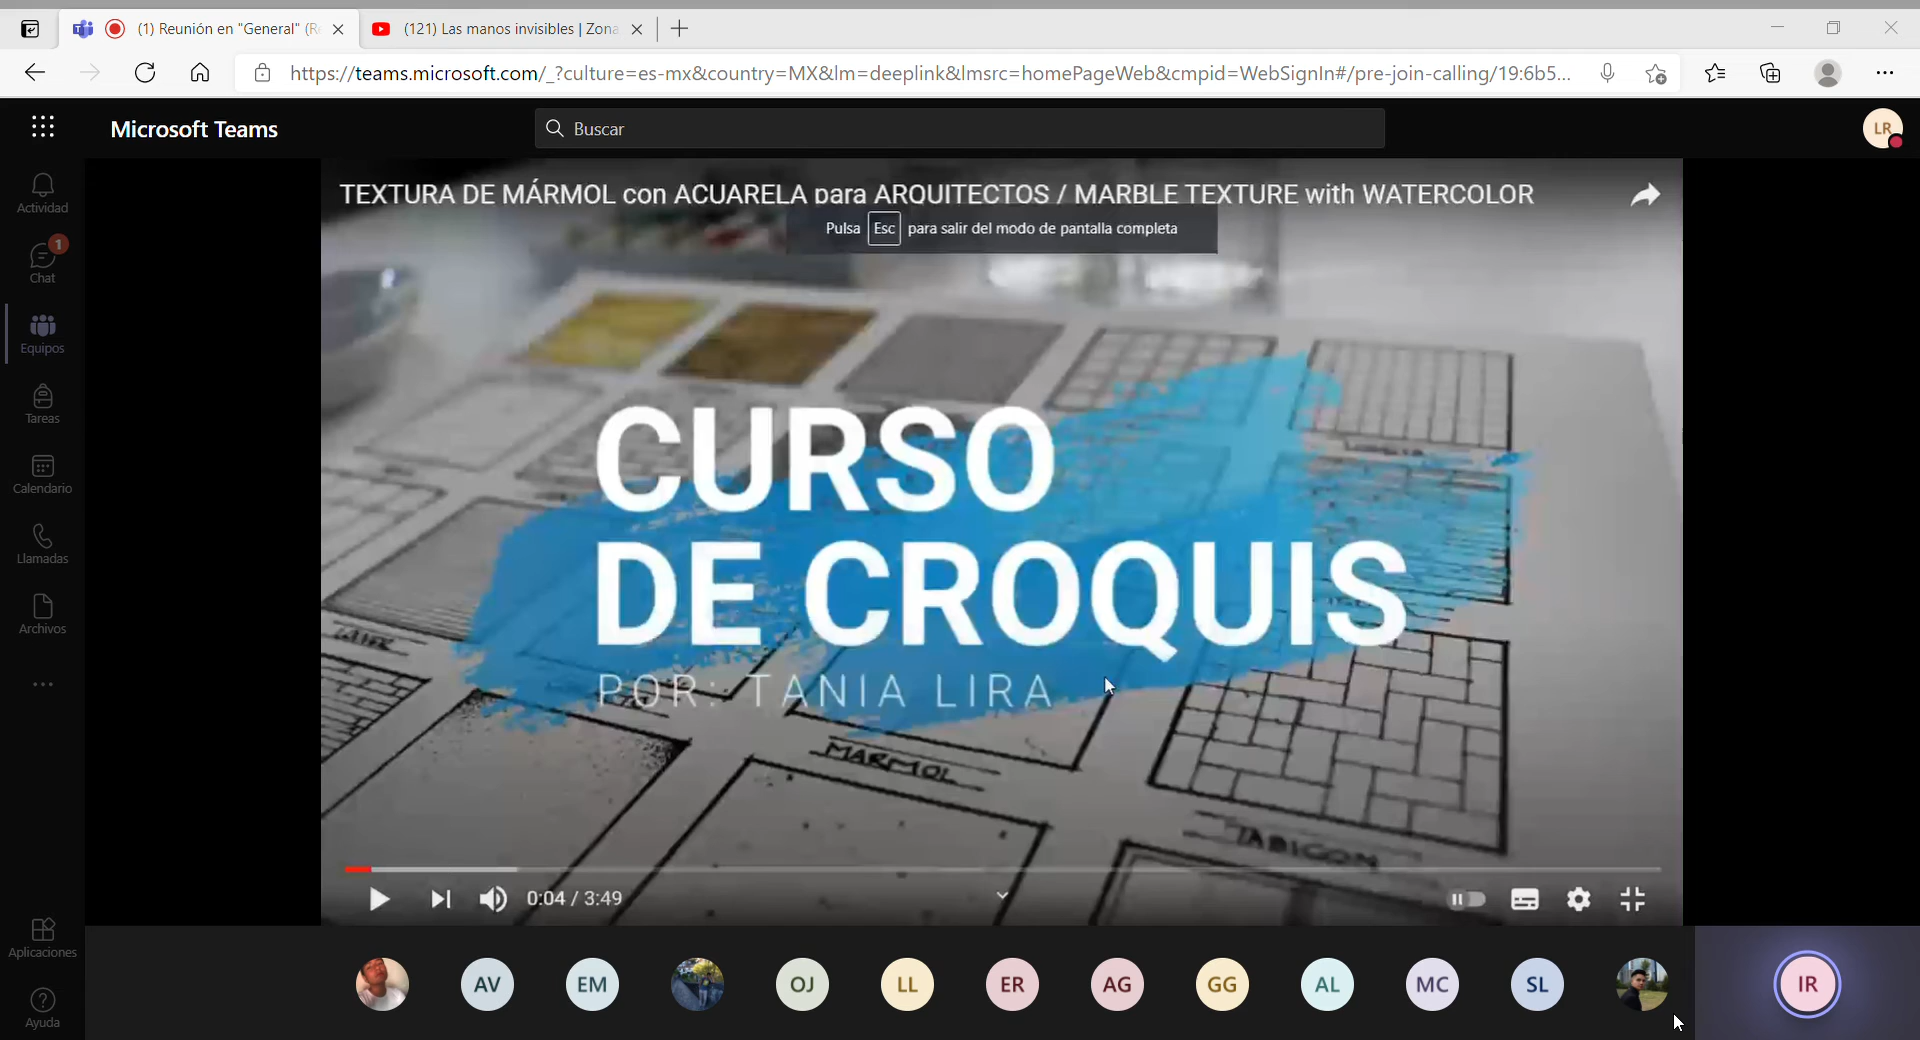 (1) Reunión en "General" (Re
(121) Las manos invisibles | Zona
https://teams.microsoft.com/_?culture=es-mx&country=MX&lm=deeplink&lmsrc=homePageWeb&cmpid=WebSignIn#/pre-join-calling/19:6b5...
Microsoft Teams
Buscar
LR
Actividad
1
Chat
Equipos
Tareas
Calendario
Llamadas
Archivos
Aplicaciones
Ayuda
TEXTURA DE MÁRMOL con ACUARELA para ARQUITECTOS / MARBLE TEXTURE with WATERCOLOR
Pulsa Esc para salir del modo de pantalla completa
CURSO
DE CROQUIS
POR: TANIA LIRA
MARMOL
TABICON
0:04 / 3:49
AV EM OJ LL ER AG GG AL MC SL IR